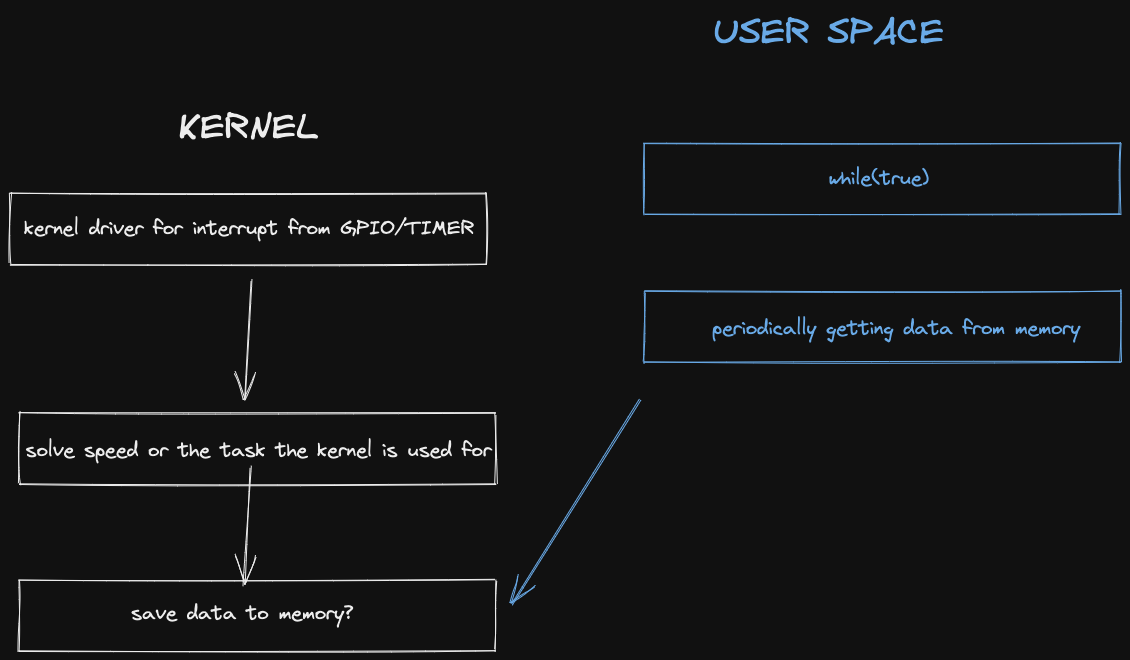 USER SPACE
KERNEL
while(true)
kernel driver for interrupt from GPIO/TIMER
periodically getting data from memory
solve speed or the task the kernel is used for
save data to memory?